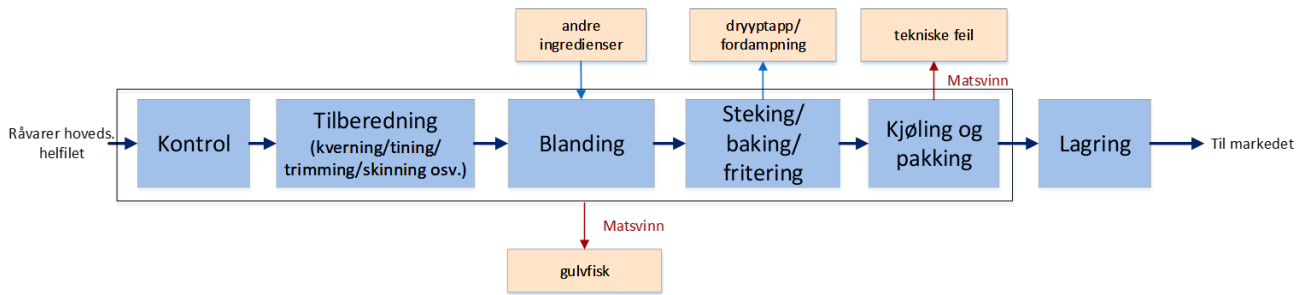 andre
ingredienser
dryyptapp/
fordampning
tekniske feil
Matsvinn
Råvarer hoveds.
helfilet
Kontrol
Tilberedning
(kverning/tining/
trimming/skinning osv.)
Blanding
Steking/
baking/
fritering
Kjøling og
pakking
Lagring
Til markedet
Matsvinn
gulvfisk